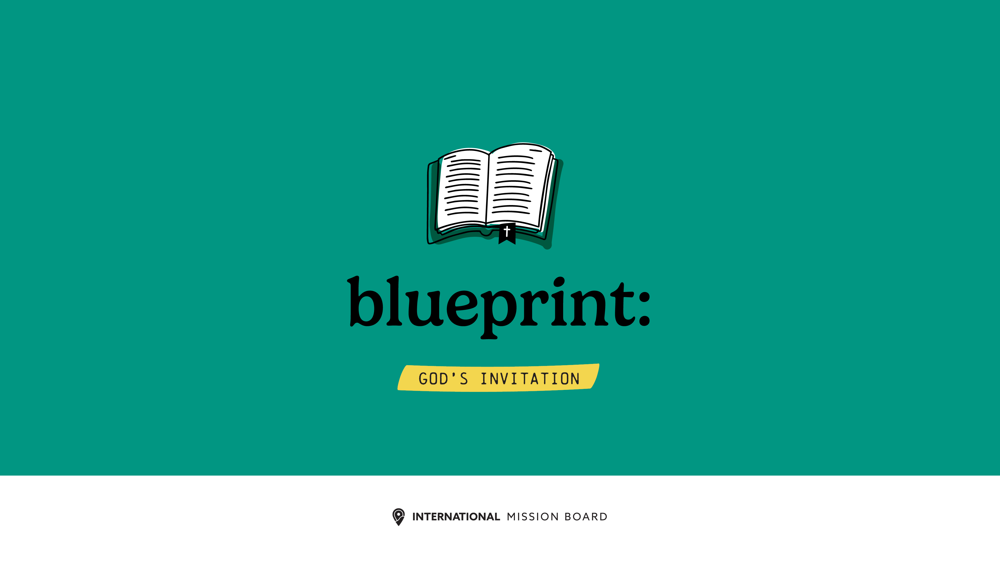 blueprint:
GOD'S INVITATION
INTERNATIONAL MISSION BOARD